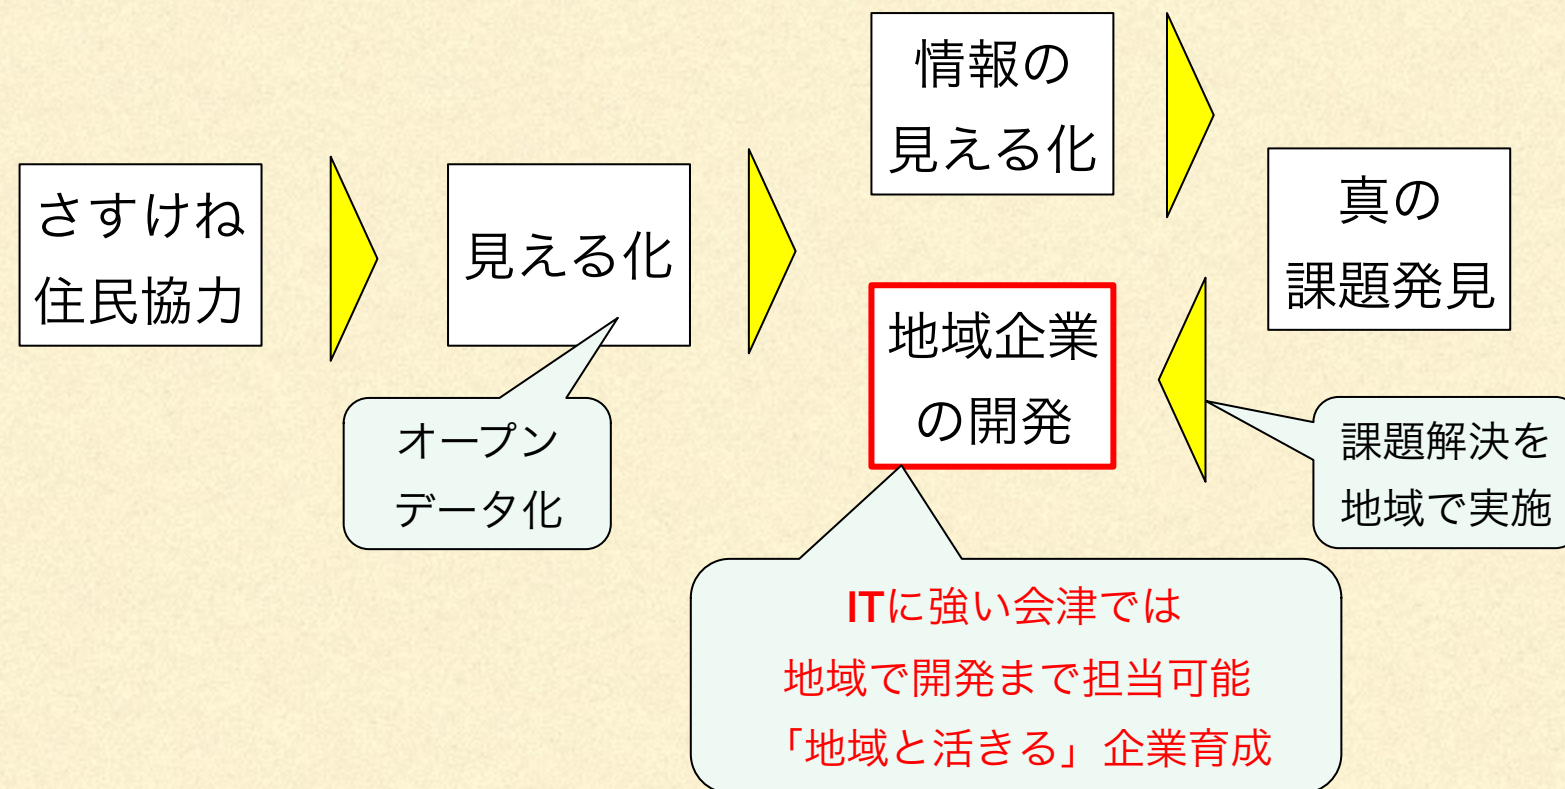 さすけね
住民協力
見える化
オープン
データ化
情報の
見える化
真の
課題発見
地域企業
の開発
課題解決を
地域で実施
ITに強い会津では
地域で開発まで担当可能
「地域と活きる」企業育成